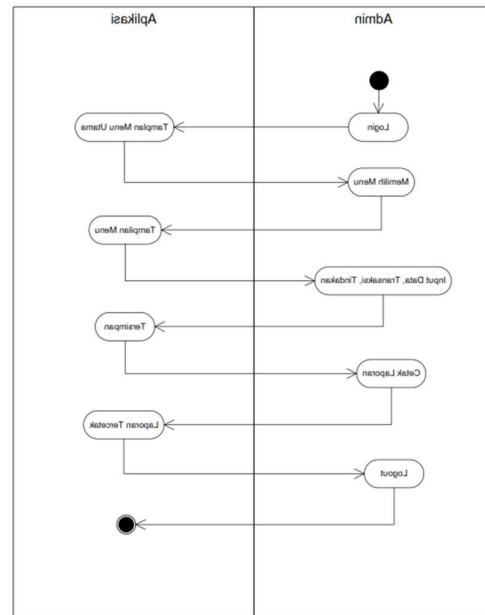 Admin
Aplikasi
Login
Tamplan Menu Utama
Memilih Menu
Tampilan Menu
Input Data, Transaksi, Tindakan
Tersimpan
Cetak Laporan
Laporan Tercetak
Logout